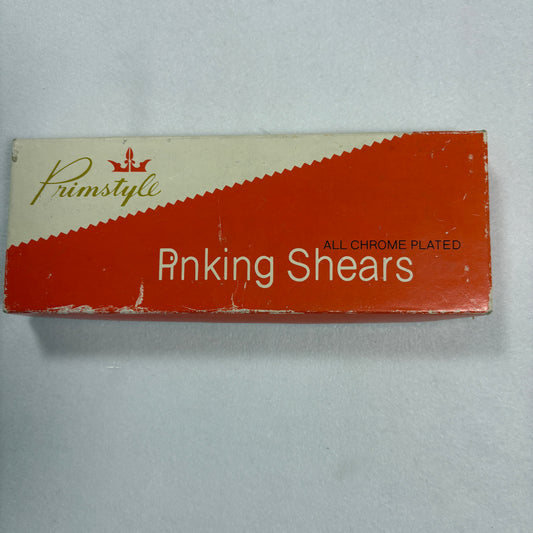 Primstyle
ALL CHROME PLATED
Pinking Shears